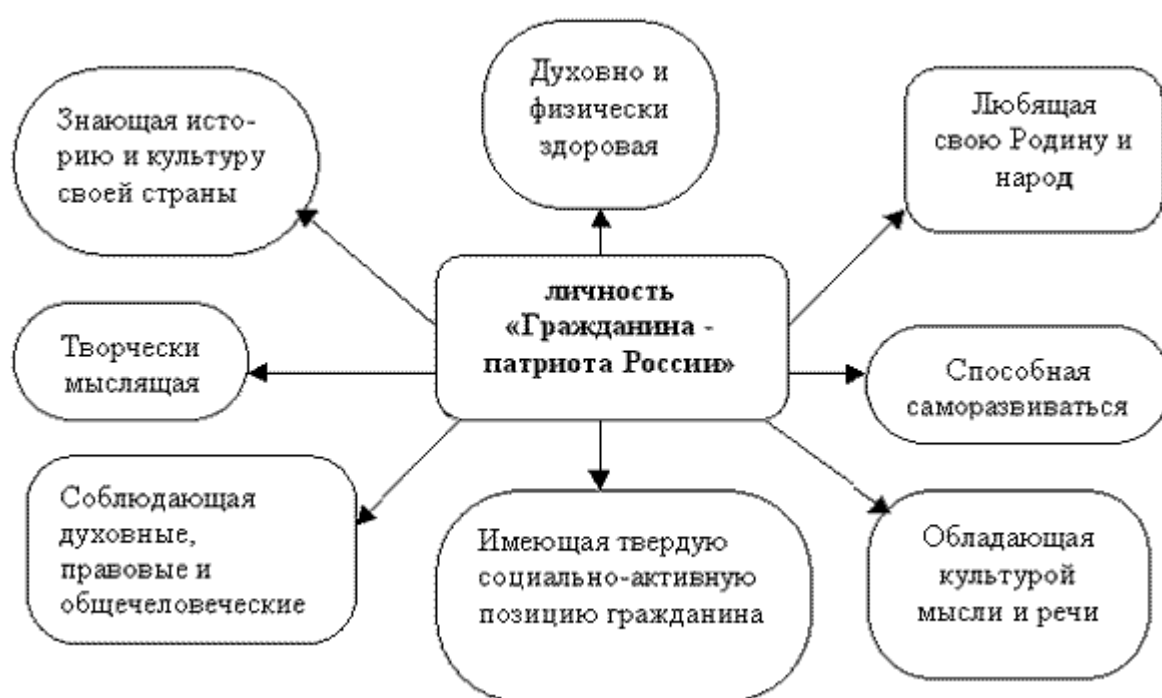 Духовно и
физически
здоровая
Знающая исто-
рию и культуру
своей страны
Любящая
свою Родину и
народ
личность
«Гражданина -
патриота России»
Творчески
мыслящая
Способная
саморазвиваться
Соблюдающая
духовные,
правовые и
общечеловеческие
Имеющая твердую
социально-активную
позицию гражданина
Обладающая
культурой
мысли и речи